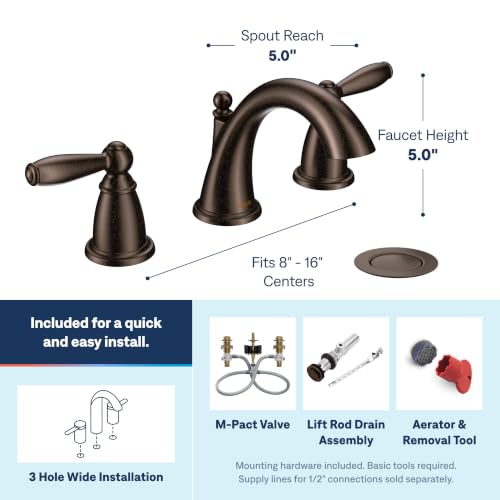 Spout Reach
5.0"
Faucet Height
5.0"
Fits 8" - 16"
Centers
Included for a quick
and easy install.
3 Hole Wide Installation
M-Pact Valve
Lift Rod Drain
Assembly
Aerator &
Removal Tool
Mounting hardware included. Basic tools required.
Supply lines for 1/2" connections sold separately.